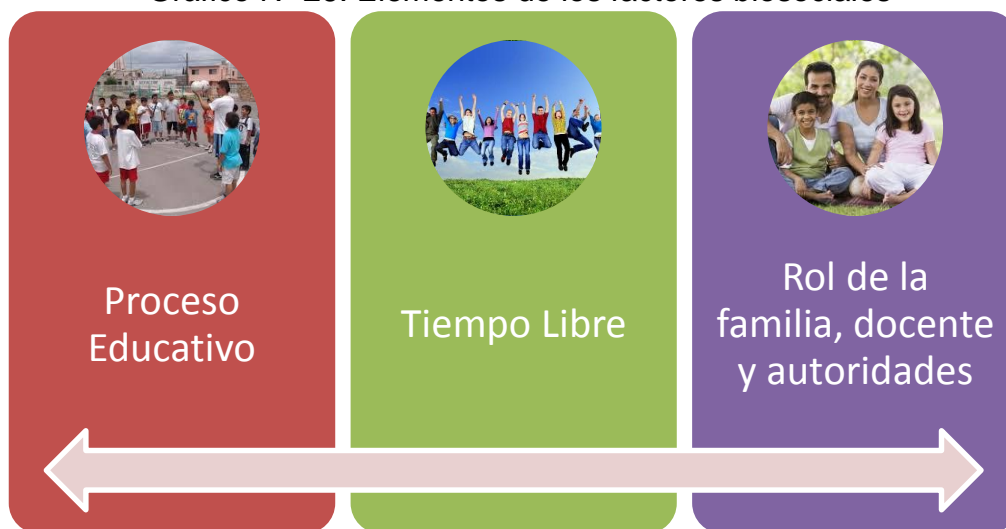 Proceso
Educativo
Tiempo Libre
Rol de la
familia, docente
y autoridades